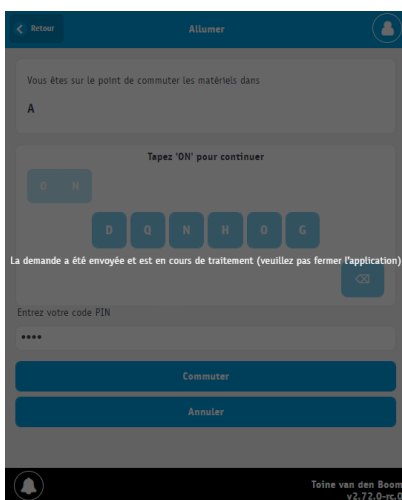 Retour
Allumer
Vous êtes sur le point de commuter les matériels dans
A
Tapez 'ON' pour continuer
O N
D Q N H O G
La demande a été envoyée et est en cours de traitement (veuillez pas fermer l'application)
Entrez votre code PIN
••••
Commuter
Annuler
Toine van den Boom
v2.72.0-rc.0